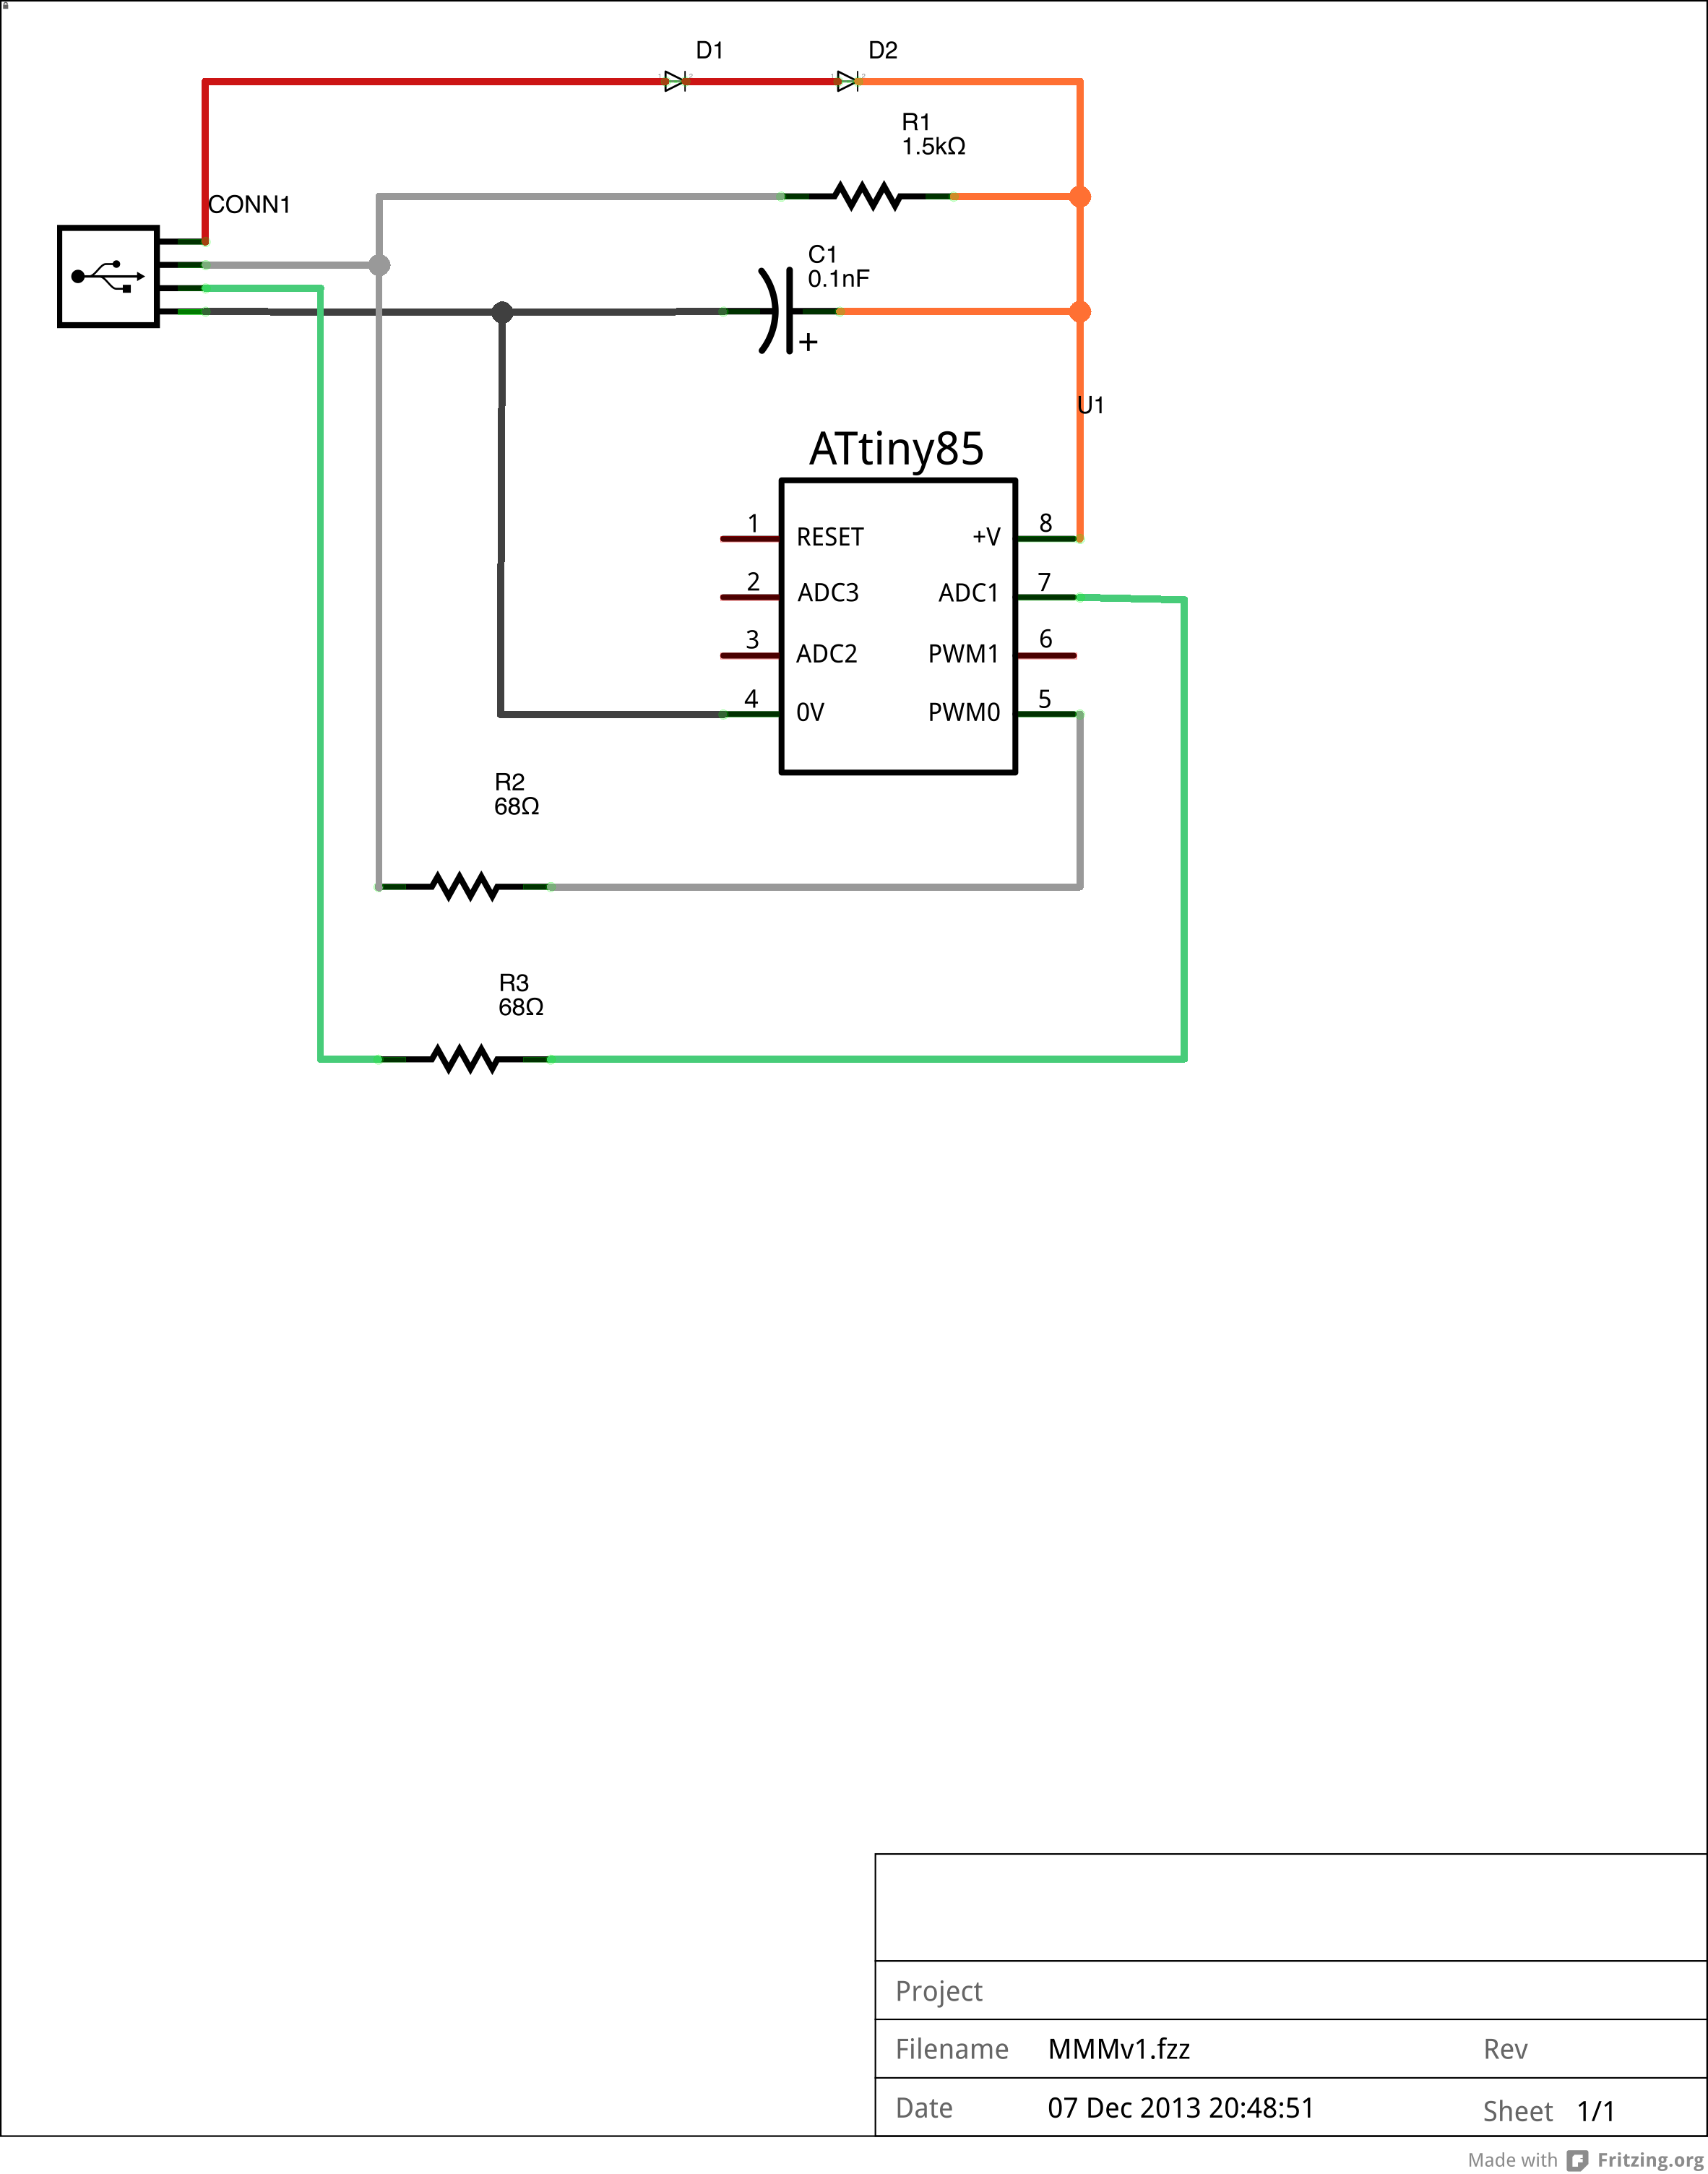 D1
D2
R1
1.5kΩ
CONN1
C1
0.1nF
+
U1
ATtiny85
1
RESET
+V
8
2
ADC3
ADC1
7
3
ADC2
PWM1
6
4
0V
PWM0
5
R2
68Ω
R3
68Ω
Project
Filename MMMv1.fzz Rev
Date 07 Dec 2013 20:48:51 Sheet 1/1
Made with Fritzing.org